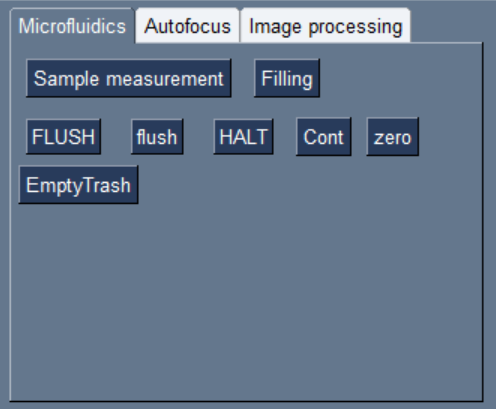 Microfluidics Autofocus Image processing
Sample measurement Filling
FLUSH flush HALT Cont zero
EmptyTrash